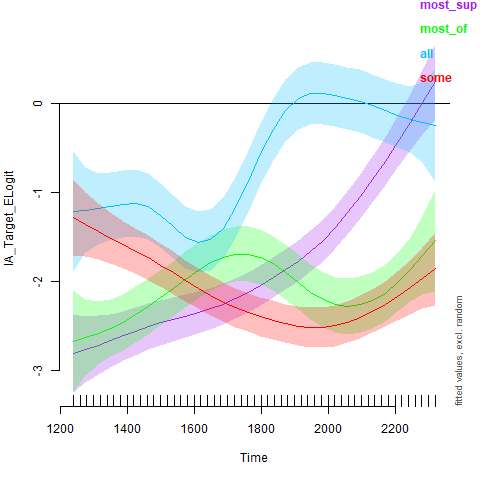 most_sup
most_of
all
some
IA_Target_ELogit
0
-1
-2
-3
1200 1400 1600 1800 2000 2200
Time
fitted values, excl. random